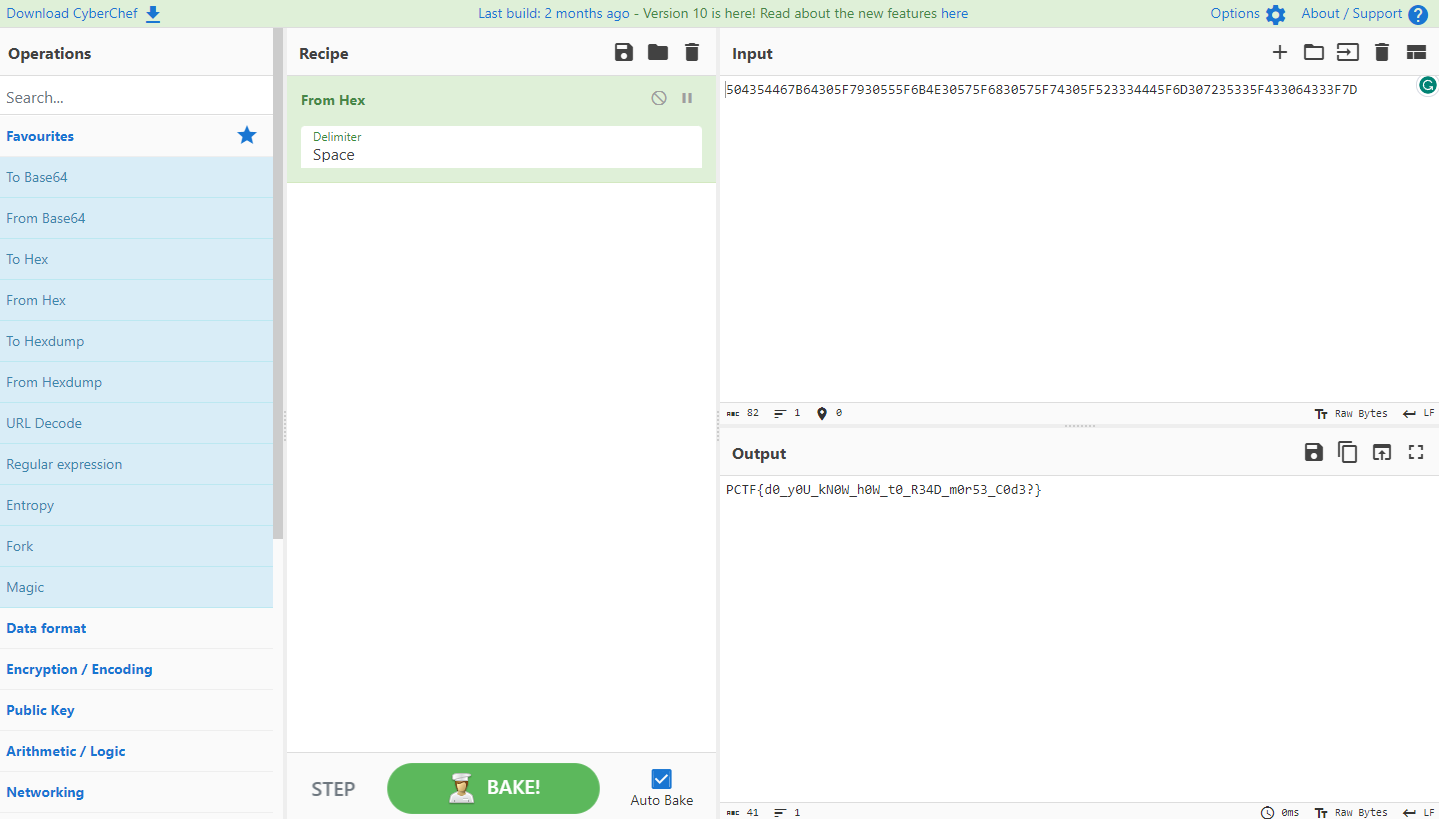 Download CyberChef
Last build: 2 months ago - Version 10 is here! Read about the new features here
Options
About / Support
Operations
Search...
Favourites
To Base64
From Base64
To Hex
From Hex
To Hexdump
From Hexdump
URL Decode
Regular expression
Entropy
Fork
Magic
Data format
Encryption / Encoding
Public Key
Arithmetic / Logic
Networking
Recipe
From Hex
Delimiter
Space
STEP
BAKE!
Auto Bake
Input
504354467B64305F7930555F6B4E30575F6830575F74305F523334445F6D307235335F433064333F7D
ABC 82 1 0
Tт Raw Bytes LF
Output
PCTF{d0_y0U_kN0W_h0W_t0_R34D_m0r53_C0d3?}
ABC 41 1
0ms Tт Raw Bytes LF